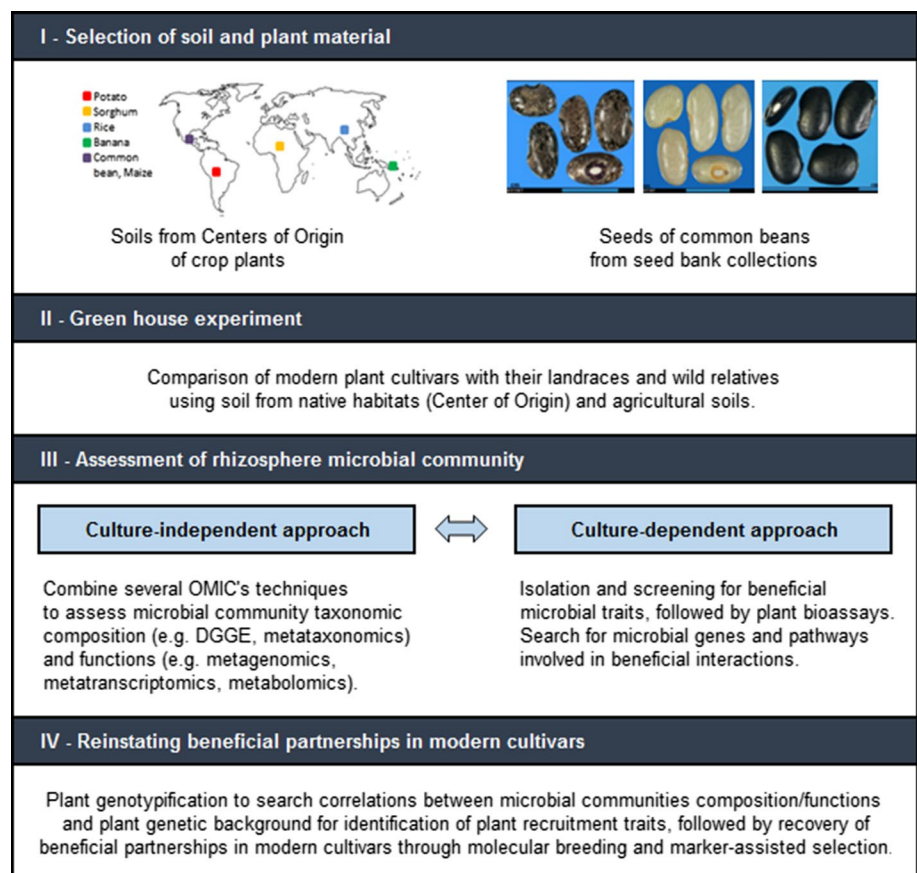 I - Selection of soil and plant material
Potato
Sorghum
Rice
Banana
Common
bean, Maize
Soils from Centers of Origin
of crop plants
Seeds of common beans
from seed bank collections
II - Green house experiment
Comparison of modern plant cultivars with their landraces and wild relatives
using soil from native habitats (Center of Origin) and agricultural soils.
III - Assessment of rhizosphere microbial community
Culture-independent approach
Combine several OMIC's techniques
to assess microbial community taxonomic
composition (e.g. DGGE, metataxonomics)
and functions (e.g. metagenomics,
metatranscriptomics, metabolomics).
Culture-dependent approach
Isolation and screening for beneficial
microbial traits, followed by plant bioassays.
Search for microbial genes and pathways
involved in beneficial interactions.
IV - Reinstating beneficial partnerships in modern cultivars
Plant genotypification to search correlations between microbial communities composition/functions
and plant genetic background for identification of plant recruitment traits, followed by recovery of
beneficial partnerships in modern cultivars through molecular breeding and marker-assisted selection.